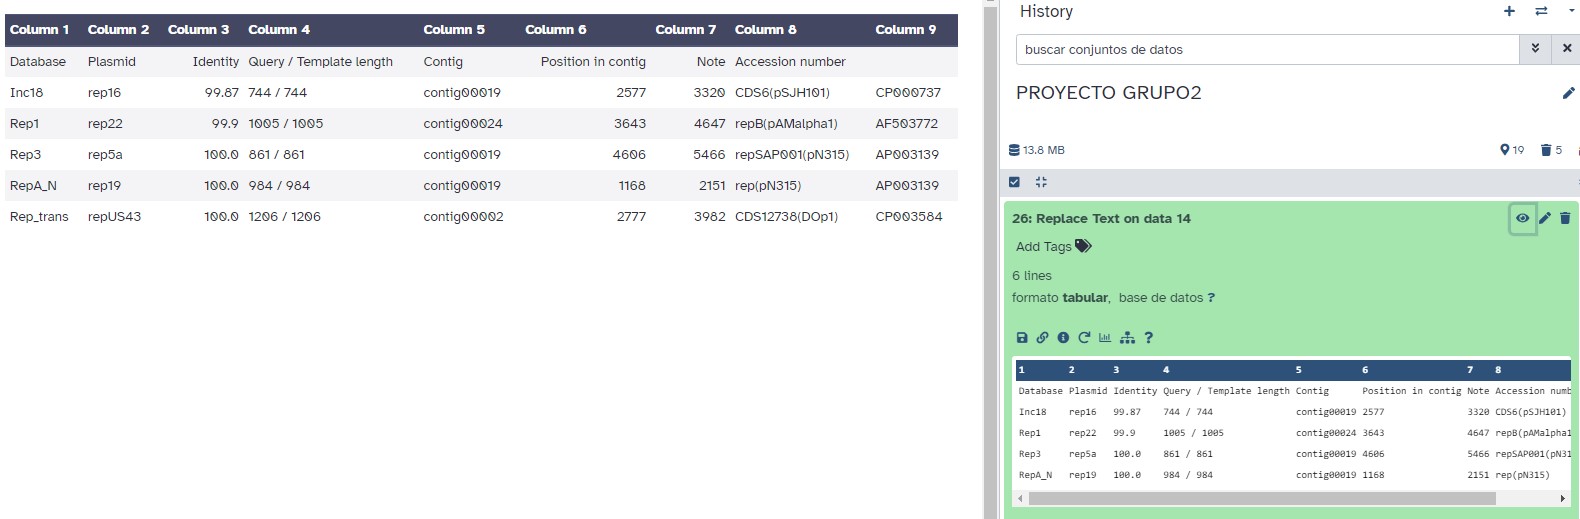 Column 1 Column 2 Column 3 Column 4 Column 5 Column 6 Column 7 Column 8 Column 9
Database Plasmid Identity Query / Template length Contig Position in contig Note Accession number
Inc18 rep16 99.87 744 / 744 contig00019 2577 3320 CDS6(pSJH101) CP000737
Rep1 rep22 99.9 1005 / 1005 contig00024 3643 4647 repB(pAMalpha1) AF503772
Rep3 rep5a 100.0 861 / 861 contig00019 4606 5466 repSAP001(pN315) AP003139
RepA_N rep19 100.0 984 / 984 contig00019 1168 2151 rep(pN315) AP003139
Rep_trans repUS43 100.0 1206 / 1206 contig00002 2777 3982 CDS12738(DOp1) CP003584
History
buscar conjuntos de datos
PROYECTO GRUPO2
13.8 MB 19 5
26: Replace Text on data 14
Add Tags
6 lines
formato tabular, base de datos ?
?
1 2 3 4 5 6 7 8
Database Plasmid Identity Query / Template length Contig Position in contig Note Accession numb
Inc18 rep16 99.87 744 / 744 contig00019 2577 3320 CDS6(pSJH101)
Rep1 rep22 99.9 1005 / 1005 contig00024 3643 4647 repB(pAMalpha1
Rep3 rep5a 100.0 861 / 861 contig00019 4606 5466 repSAP001(pN31
RepA_N rep19 100.0 984 / 984 contig00019 1168 2151 rep(pN315)